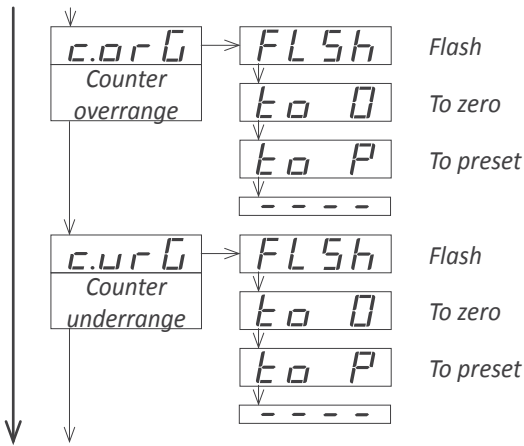 c.orG
FLSh
Flash
Counter
overrange
to 0
To zero
to P
To preset
----
c.urG
FLSh
Flash
Counter
underrange
to 0
To zero
to P
To preset
----